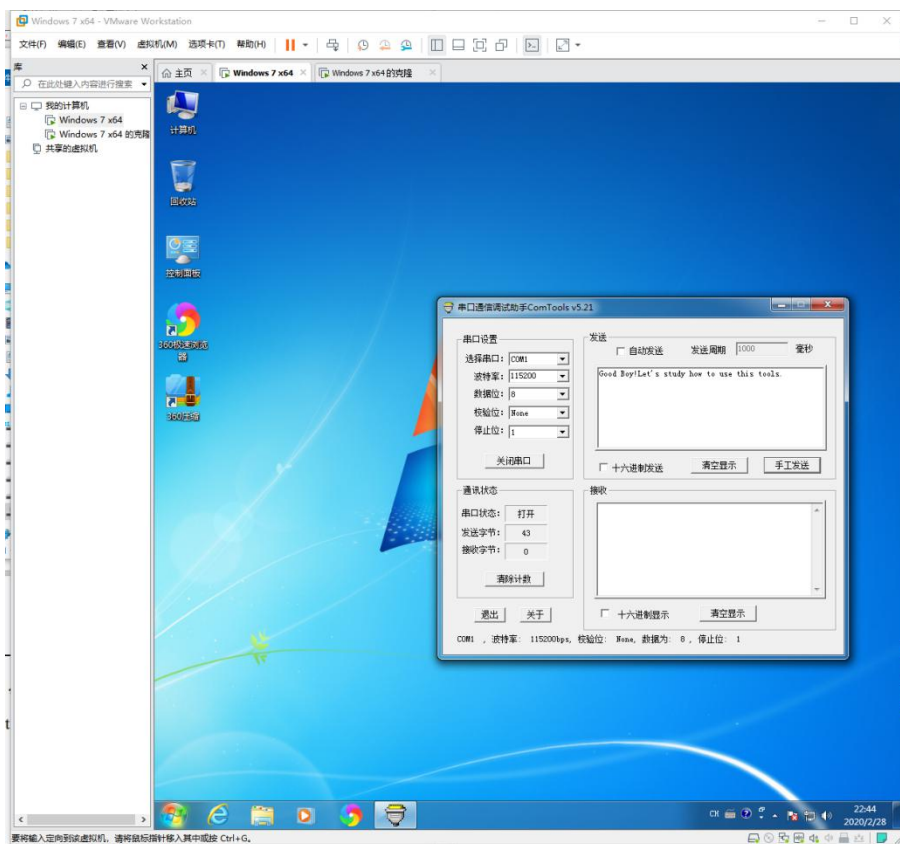 Windows 7 x64 - VMware Workstation
文件(F) 编辑(E) 查看(V) 虚拟机(M) 选项卡(T) 帮助(H)
库
在此处键入内容进行搜索
我的计算机
Windows 7 x64
Windows 7 x64 的克隆
共享的虚拟机
主页
Windows 7 x64
Windows 7 x64 的克隆
计算机
回收站
控制面板
360极速浏览
器
360压缩
串口通信调试助手ComTools v5.21
串口设置
选择串口: COM1
波特率: 115200
数据位: 8
校验位: None
停止位: 1
关闭串口
通讯状态
串口状态: 打开
发送字节: 43
接收字节: 0
清除计数
退出 关于
发送
自动发送 发送周期 1000 毫秒
Good Boy!Let's study how to use this tools.
十六进制发送 清空显示 手工发送
接收
十六进制显示 清空显示
COM1 , 波特率: 115200bps, 校验位: None, 数据为: 8 , 停止位: 1
CH
22:44
2020/2/28
要将输入定向到该虚拟机，请将鼠标指针移入其中或按 Ctrl+G。
t